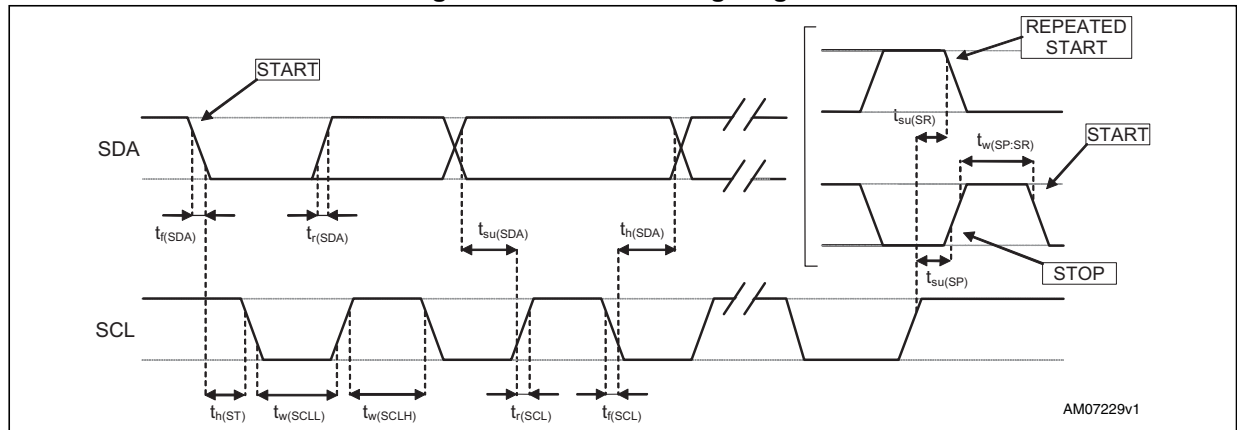 REPEATED
START
START
t_su(SR)
t_w(SP:SR)
START
SDA
t_f(SDA)
t_r(SDA)
t_su(SDA)
t_h(SDA)
t_su(SP)
STOP
SCL
t_h(ST)
t_w(SCLL)
t_w(SCLH)
t_r(SCL)
t_f(SCL)
AM07229v1